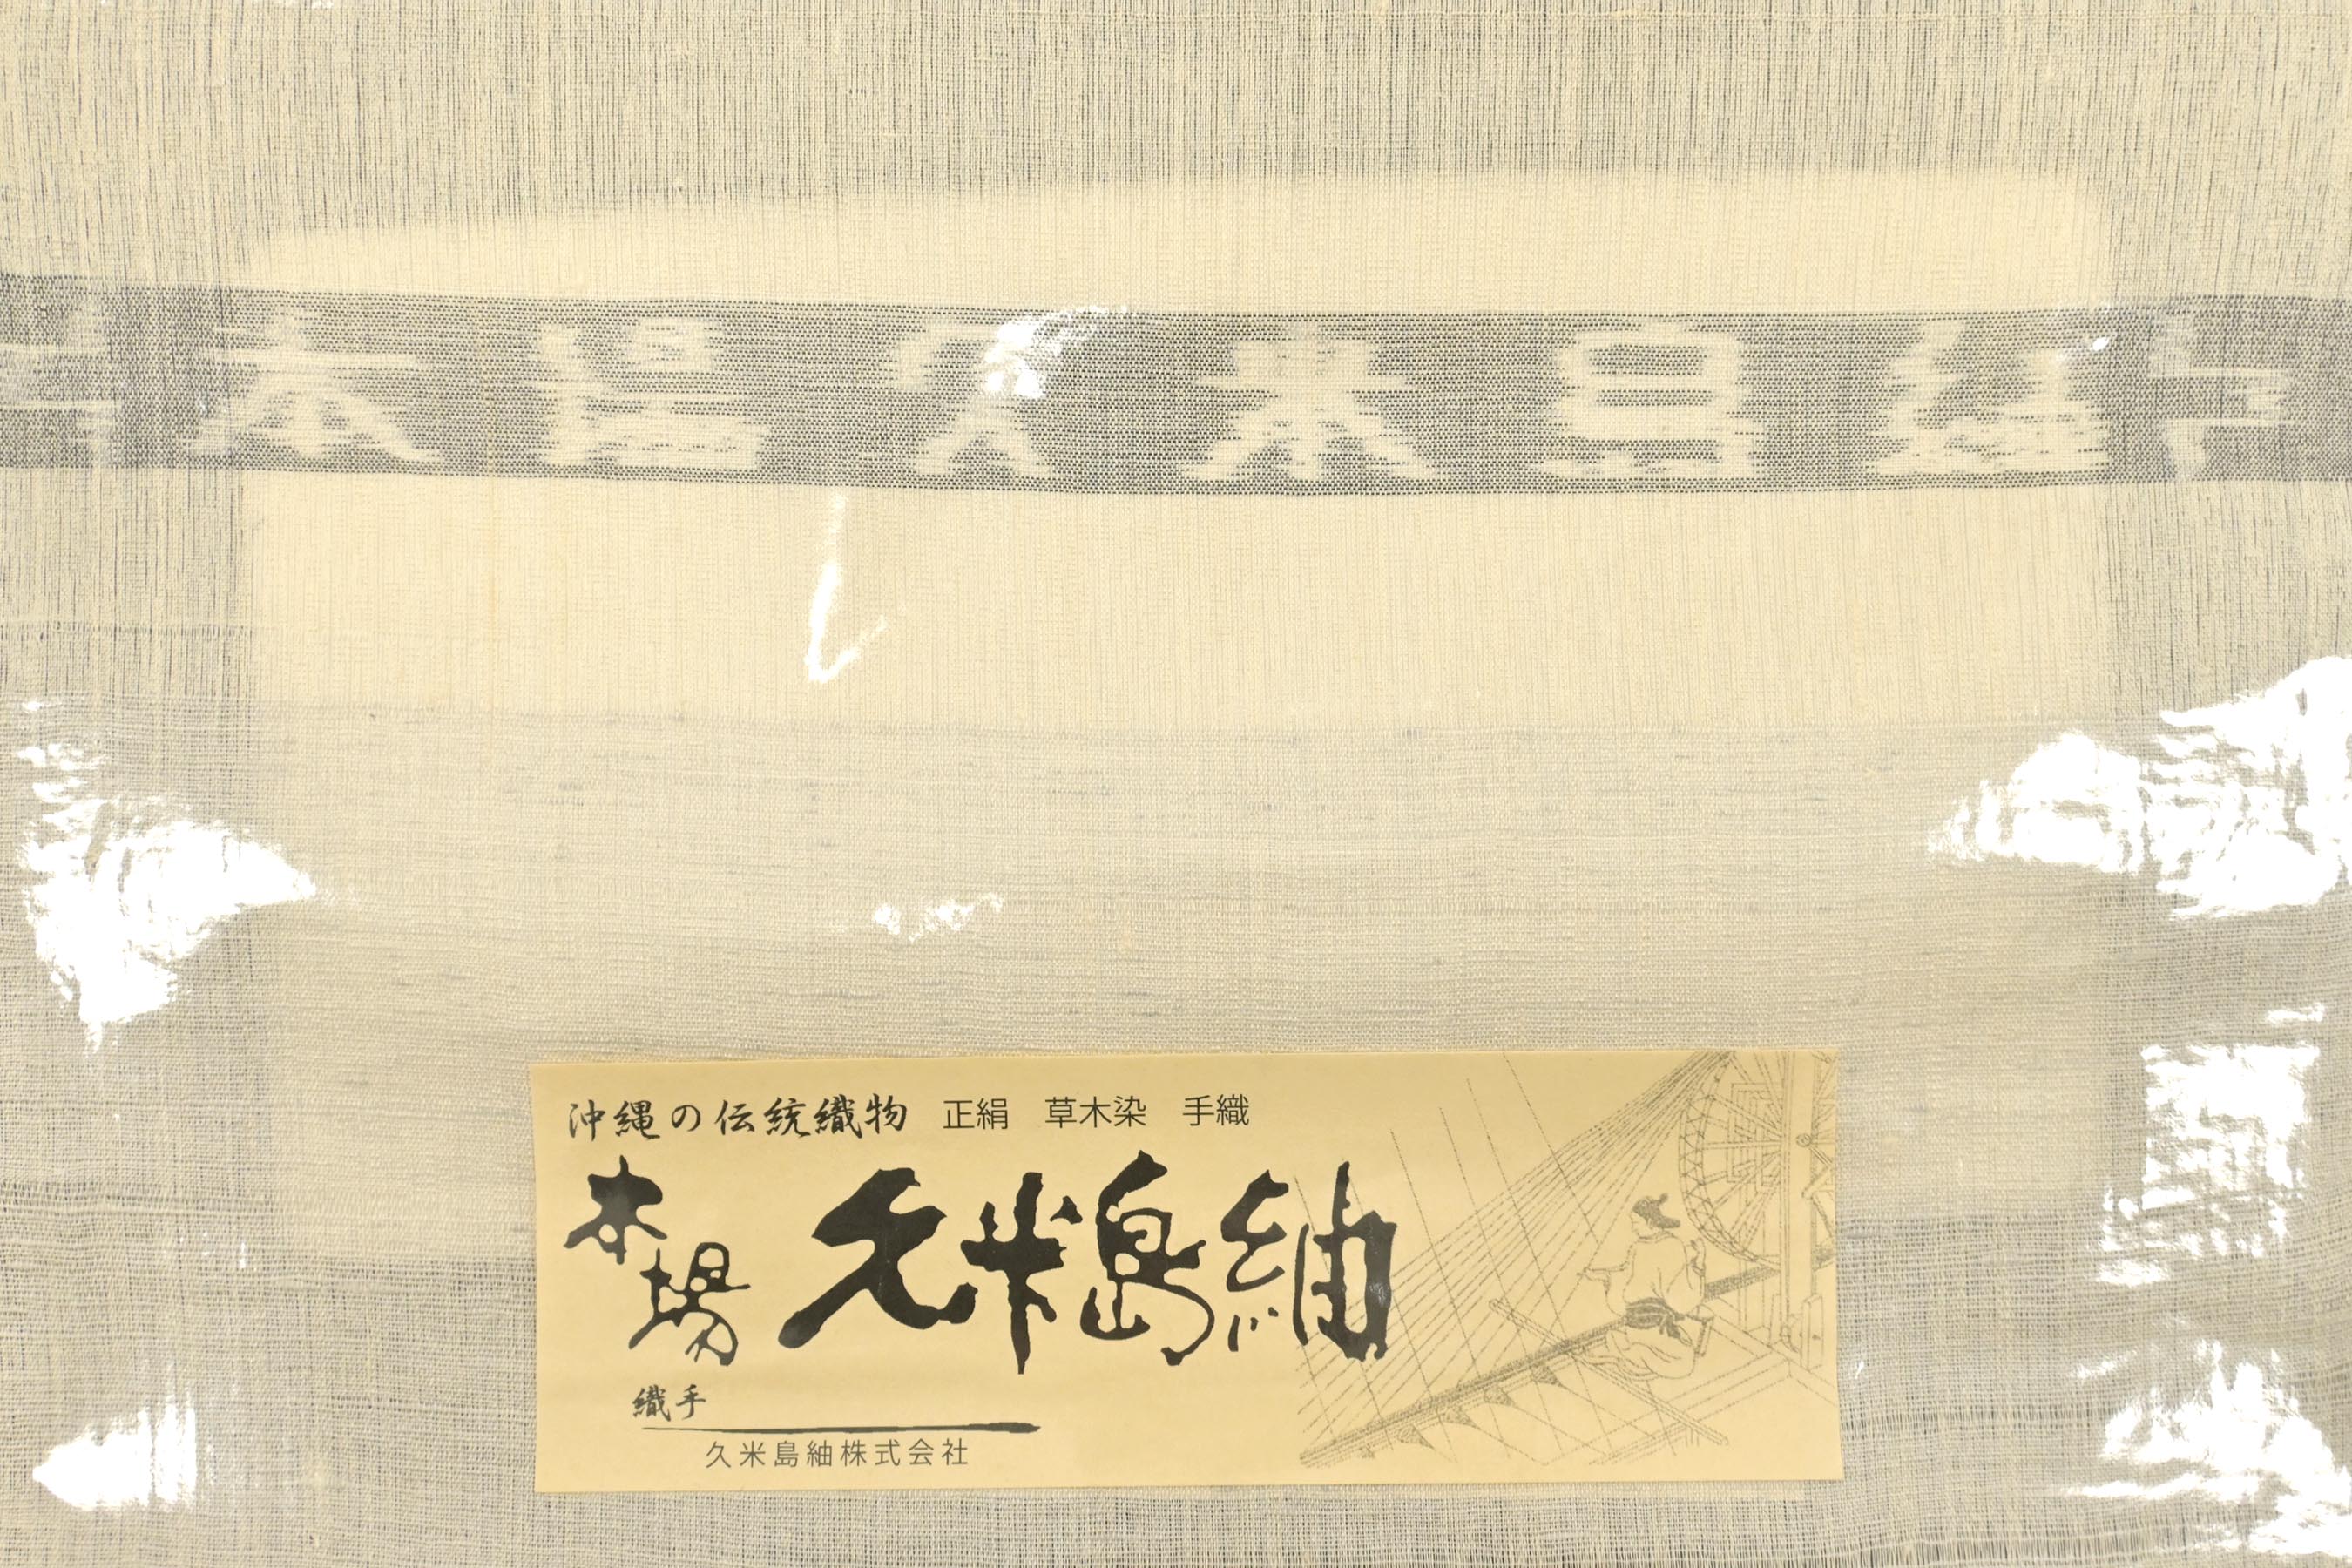 本場久米島紬
沖縄の伝統織物 正絹 草木染 手織
本場 久米島紬
織手
久米島紬株式会社